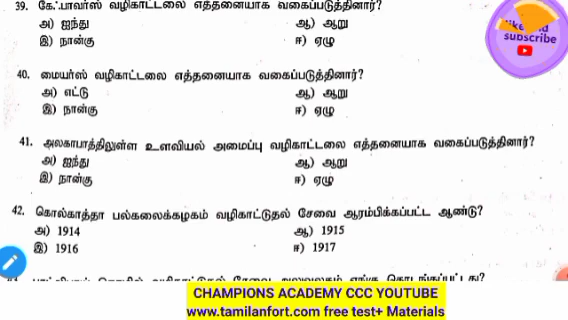 39. கே.பாவர்ஸ் வழிகாட்டலை எத்தனையாக வகைப்படுத்தினார்?
அ) ஐந்து ஆ) ஆறு
இ) நான்கு ஈ) ஏழு
40. மையர்ஸ் வழிகாட்டலை எத்தனையாக வகைப்படுத்தினார்?
அ) எட்டு ஆ) ஆறு
இ) நான்கு ஈ) ஏழு
41. அலகாபாத்திலுள்ள உளவியல் அமைப்பு வழிகாட்டலை எத்தனையாக வகைப்படுத்தினார்?
அ) ஐந்து ஆ) ஆறு
இ) நான்கு ஈ) ஏழு
42. கொல்காத்தா பல்கலைக்கழகம் வழிகாட்டுதல் சேவை ஆரம்பிக்கப்பட்ட ஆண்டு?
அ) 1914 ஆ) 1915
இ) 1916 ஈ) 1917
like and
subscribe
CHAMPIONS ACADEMY CCC YOUTUBE
www.tamilanfort.com free test+ Materials